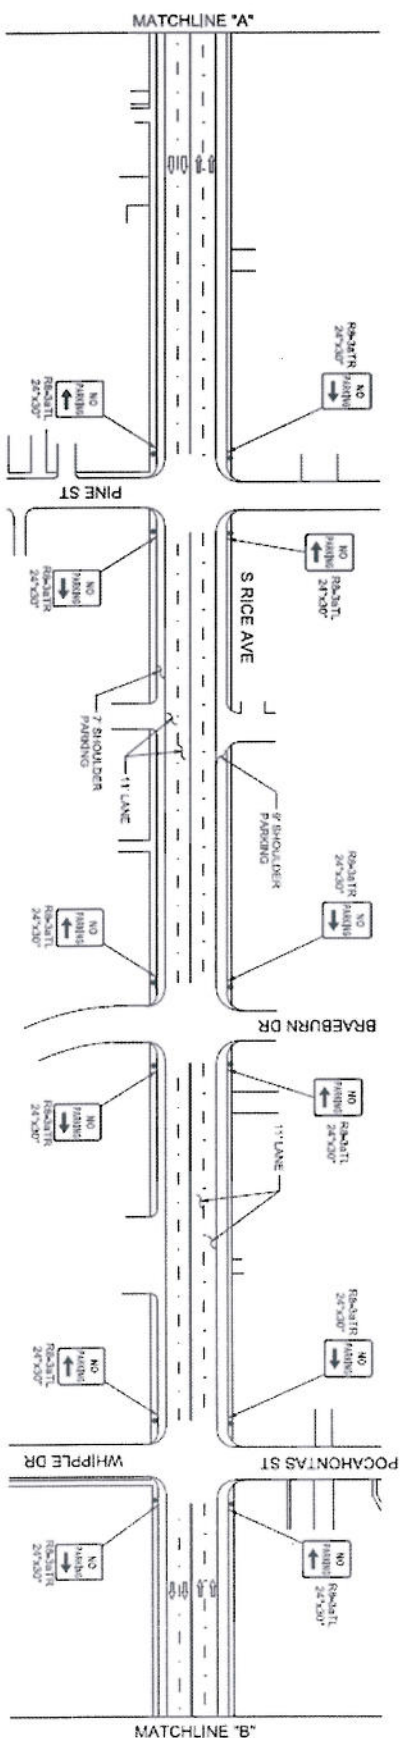 MATCHLINE "A"
R8-3aTR
24"x30"
NO
PARKING
NO
PARKING
R8-3aTL
24"x30"
PINE ST
NO
PARKING
R8-3aTL
24"x30"
NO
PARKING
R8-3aTR
24"x30"
S RICE AVE
7' SHOULDER
PARKING
11' LANE
9' SHOULDER
PARKING
R8-3aTR
24"x30"
NO
PARKING
NO
PARKING
R8-3aTL
24"x30"
BRAEBURN DR
NO
PARKING
R8-3aTL
24"x30"
NO
PARKING
R8-3aTR
24"x30"
11' LANE
R8-3aTR
24"x30"
NO
PARKING
NO
PARKING
R8-3aTL
24"x30"
WHIPPLE DR
POCAHONTAS ST
NO
PARKING
R8-3aTL
24"x30"
NO
PARKING
R8-3aTR
24"x30"
MATCHLINE "B"